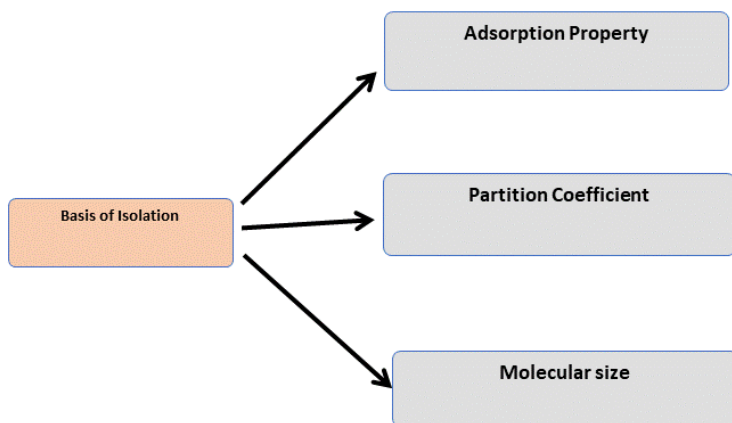 Adsorption Property
Basis of Isolation
Partition Coefficient
Molecular size